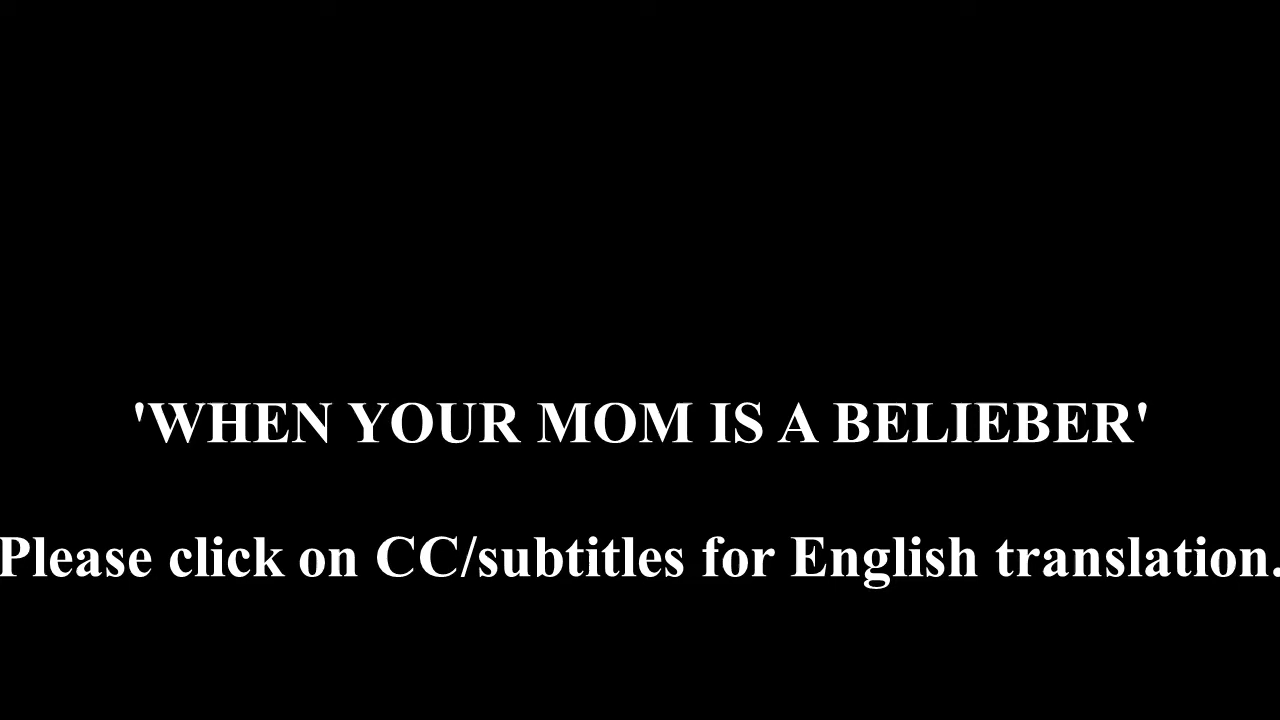 'WHEN YOUR MOM IS A BELIEBER'
Please click on CC/subtitles for English translation.